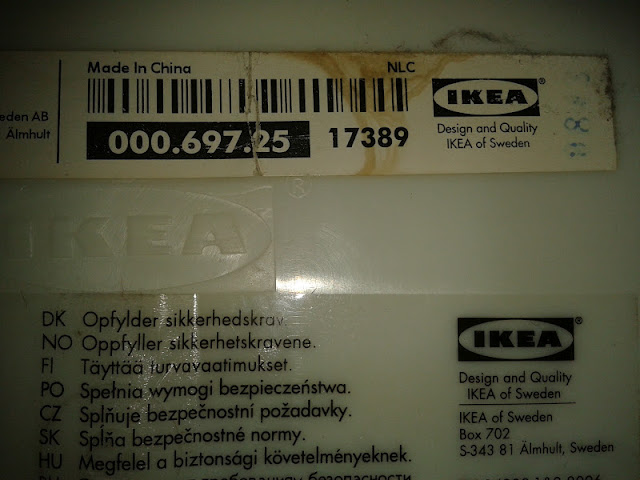 Made In China
NLC
eden AB
Älmhult
000.697.25
17389
IKEA®
Design and Quality
IKEA of Sweden
IKEA®
DK Opfylder sikkerhedskrav
NO Oppfyller sikkerhetskravene.
FI Täyttää turvavaatimukset.
PO Spełnia wymogi bezpieczeństwa.
CZ Splňuje bezpečnostní požadavky.
SK Spĺňa bezpečnostné normy.
HU Megfelel a biztonsági követelményeknek.
IKEA®
Design and Quality
IKEA of Sweden
IKEA of Sweden
Box 702
S-343 81 Älmhult, Sweden